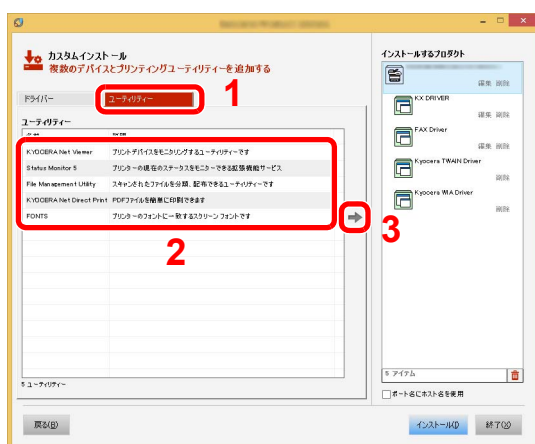 カスタムインストール
複数のデバイスとプリンティングユーティリティーを追加する
ドライバー
ユーティリティー
1
ユーティリティー
KYOCERA Net Viewer プリントデバイスをモニタリングするユーティリティーです
Status Monitor 5 プリンターの現在のステータスをモニターできる拡張機能サービス
File Management Utility スキャンされたファイルを分類、配布できるユーティリティーです
KYOCERA Net Direct Print PDFファイルを簡単に印刷できます
FONTS プリンターのフォントに一致するスクリーンフォントです
2
3
5 ユーティリティー
インストールするプロダクト
編集 削除
KX DRIVER
編集 削除
FAX Driver
編集 削除
Kyocera TWAIN Driver
削除
Kyocera WIA Driver
削除
5 アイテム
ポート名にホスト名を使用
戻る(B)
インストール(I)
終了(X)